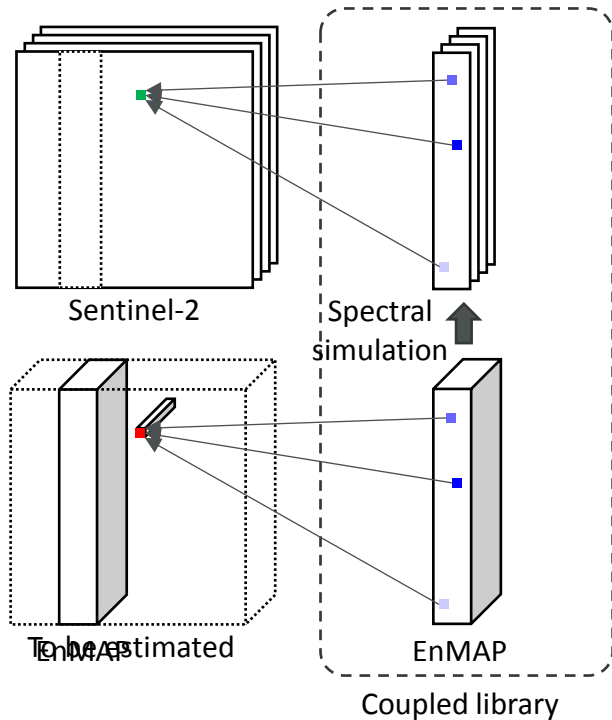 Sentinel-2
Spectral
simulation
To be estimated
EnMAP
EnMAP
Coupled library